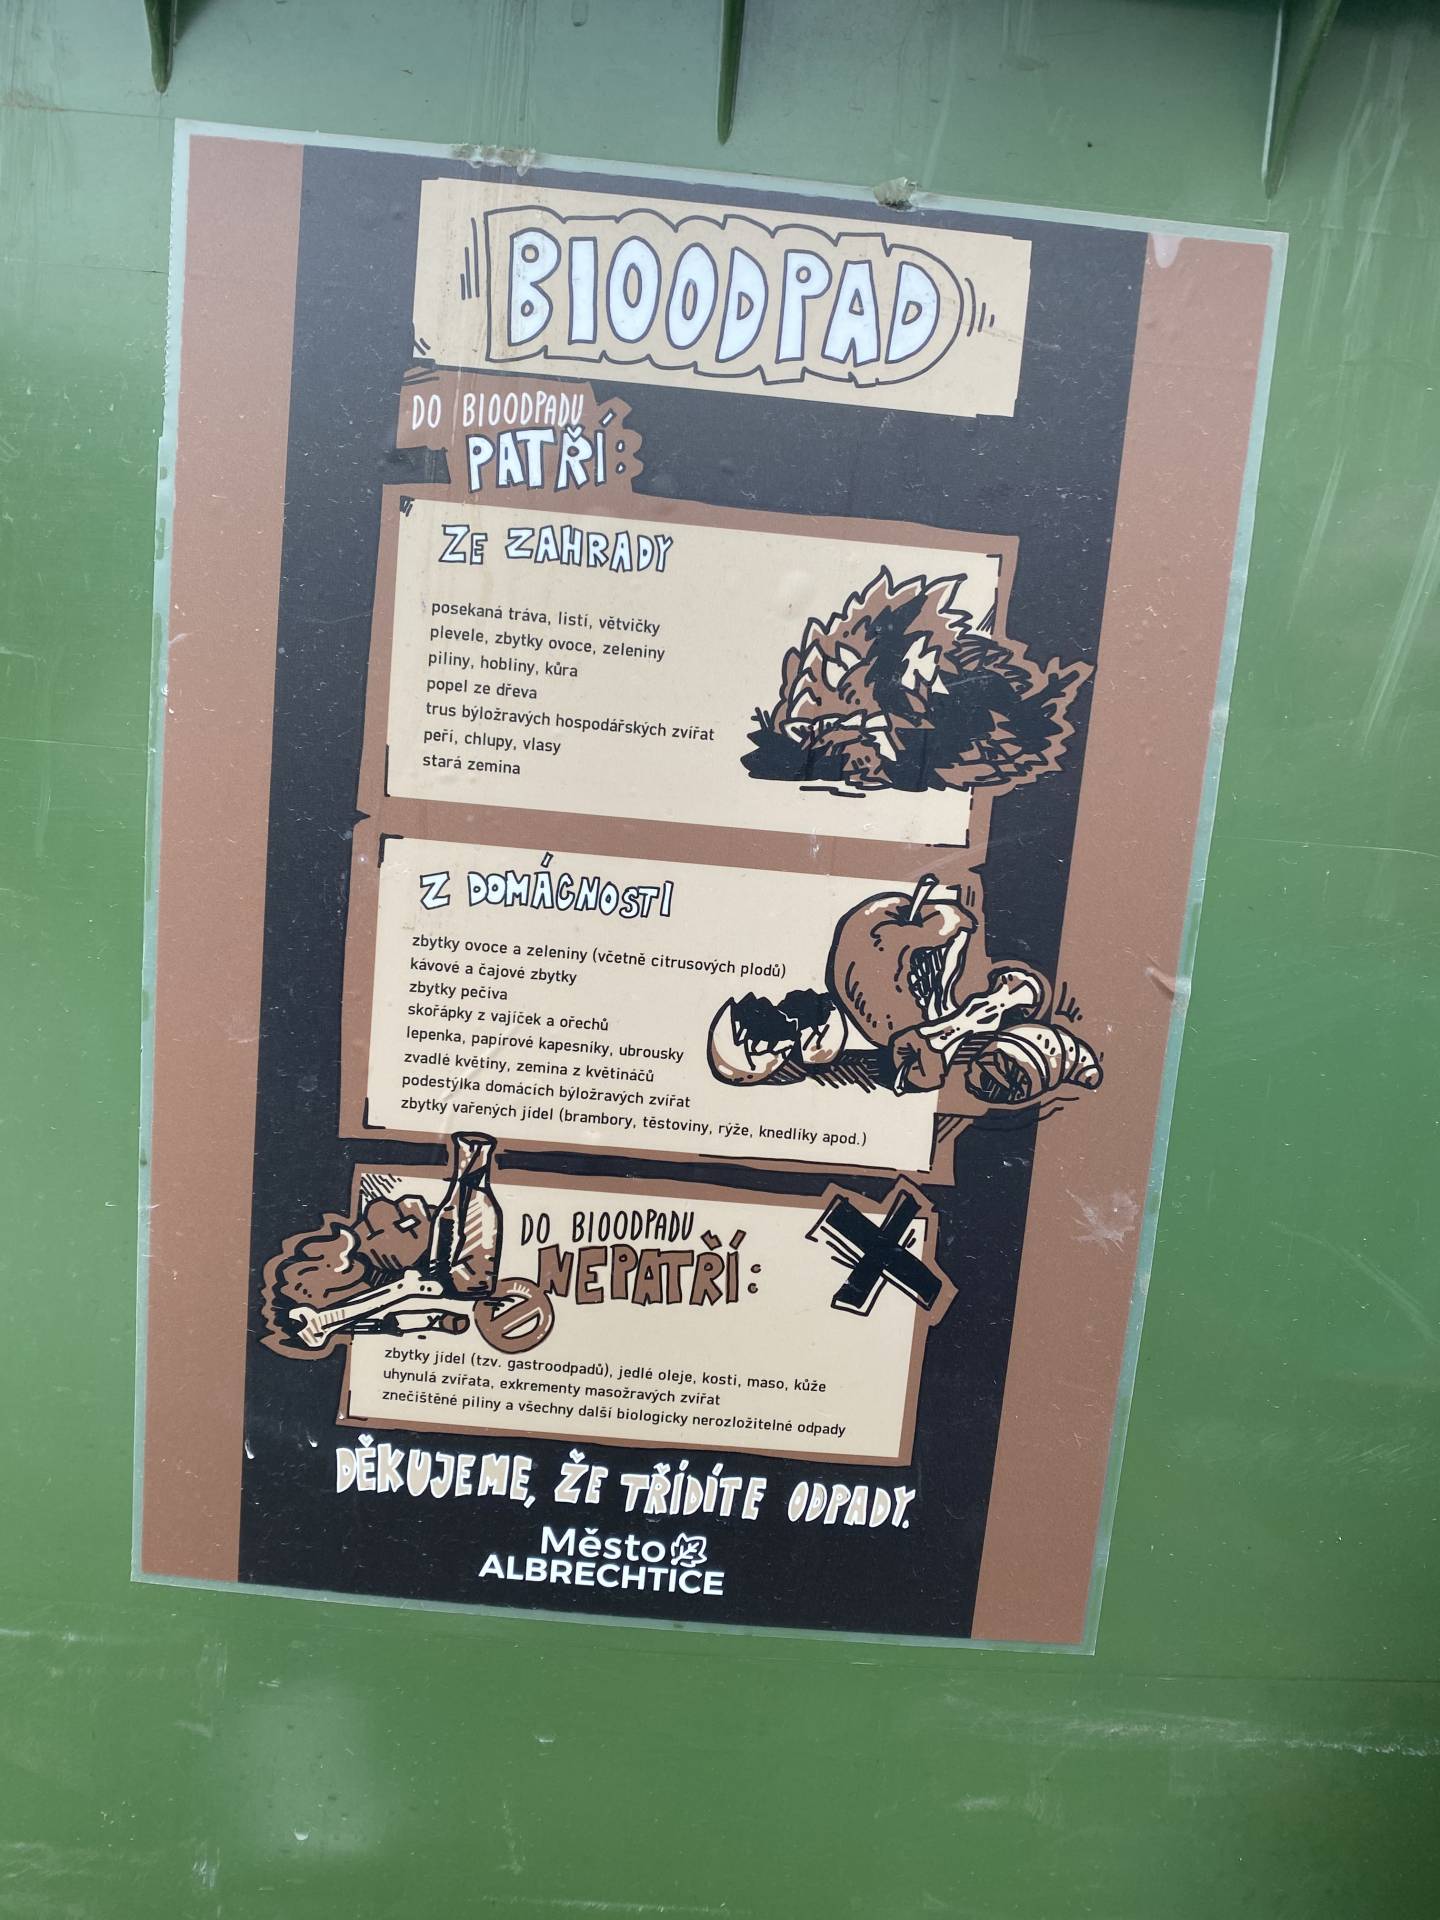 BIOODPAD
DO BIOODPADU
PATŘÍ:
ZE ZAHRADY
posekaná tráva, listí, větvičky
plevele, zbytky ovoce, zeleniny
piliny, hobliny, kůra
popel ze dřeva
trus býložravých hospodářských zvířat
peří, chlupy, vlasy
stará zemina
Z DOMÁCNOSTI
zbytky ovoce a zeleniny (včetně citrusových plodů)
kávové a čajové zbytky
zbytky pečiva
skořápky z vajíček a ořechů
lepenka, papírové kapesníky, ubrousky
zvadlé květiny, zemina z květináčů
podestýlka domácích býložravých zvířat
zbytky vařených jídel (brambory, těstoviny, rýže, knedlíky apod.)
DO BIOODPADU
NEPATŘÍ:
zbytky jídel (tzv. gastroodpadů), jedlé oleje, kosti, maso, kůže
uhynulá zvířata, exkrementy masožravých zvířat
znečištěné piliny a všechny další biologicky nerozložitelné odpady
DĚKUJEME, ŽE TŘÍDÍTE ODPADY.
Město
ALBRECHTICE